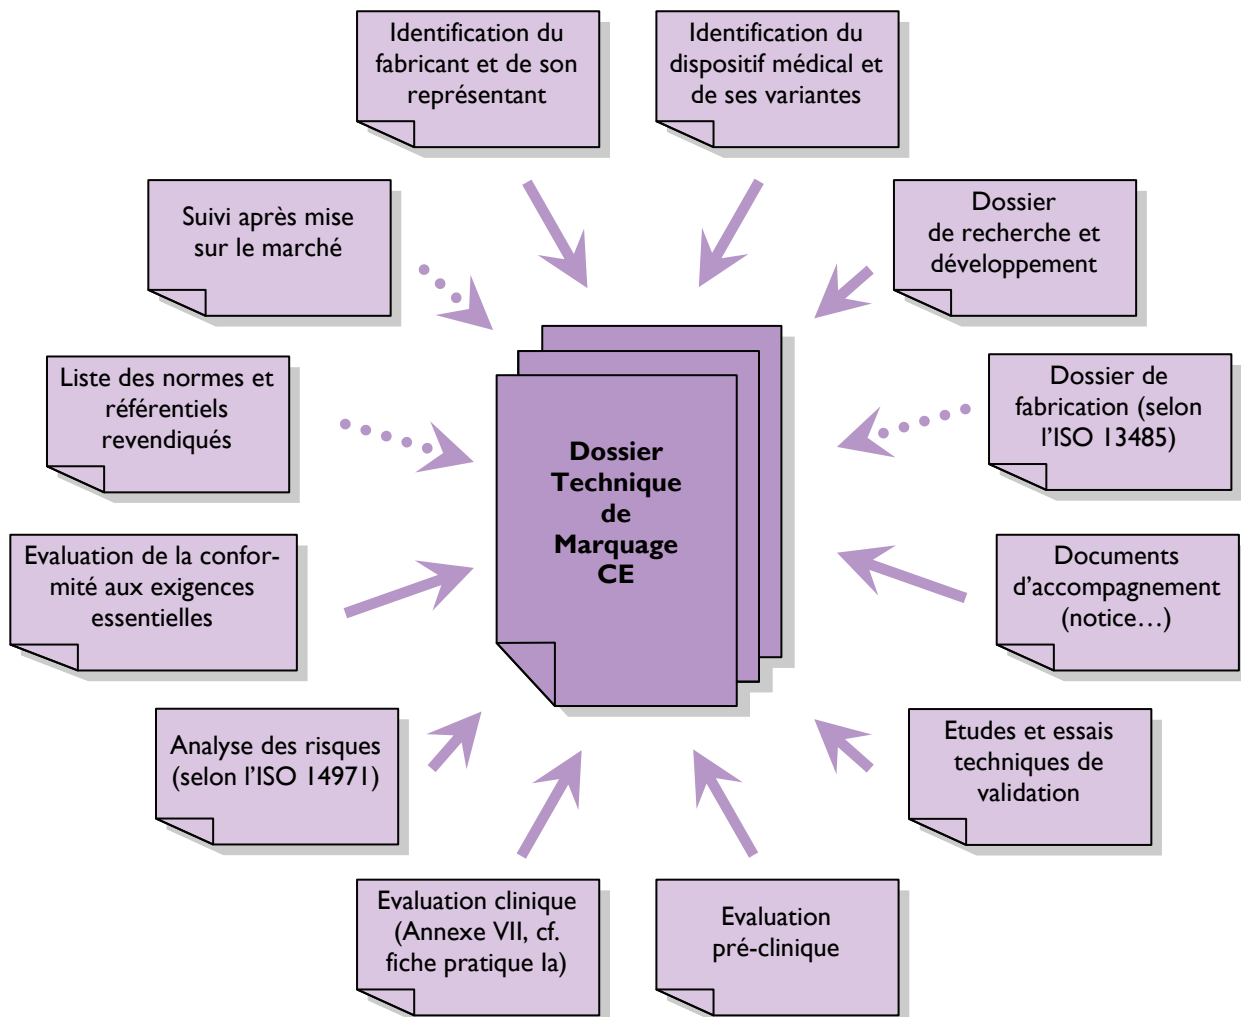 Identification du
fabricant et de son
représentant
Identification du
dispositif médical et
de ses variantes
Suivi après mise
sur le marché
Dossier
de recherche et
développement
Liste des normes et
référentiels
revendiqués
Dossier de
fabrication (selon
l’ISO 13485)
Dossier
Technique
de
Marquage
CE
Evaluation de la confor-
mité aux exigences
essentielles
Documents
d’accompagnement
(notice…)
Analyse des risques
(selon l’ISO 14971)
Etudes et essais
techniques de
validation
Evaluation clinique
(Annexe VII, cf.
fiche pratique Ia)
Evaluation
pré-clinique